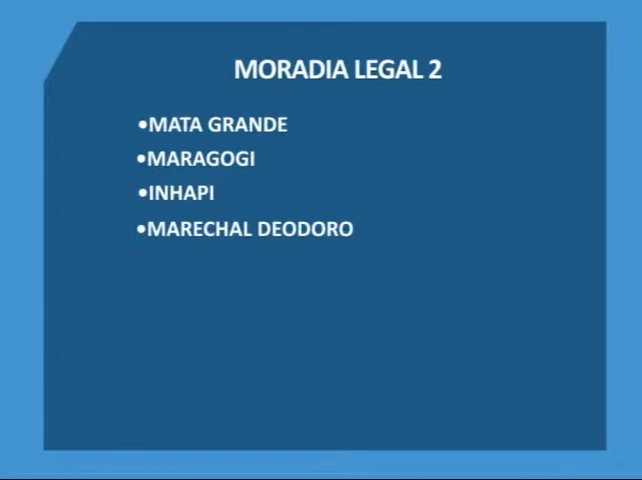 MORADIA LEGAL 2
•MATA GRANDE
•MARAGOGI
•INHAPI
•MARECHAL DEODORO